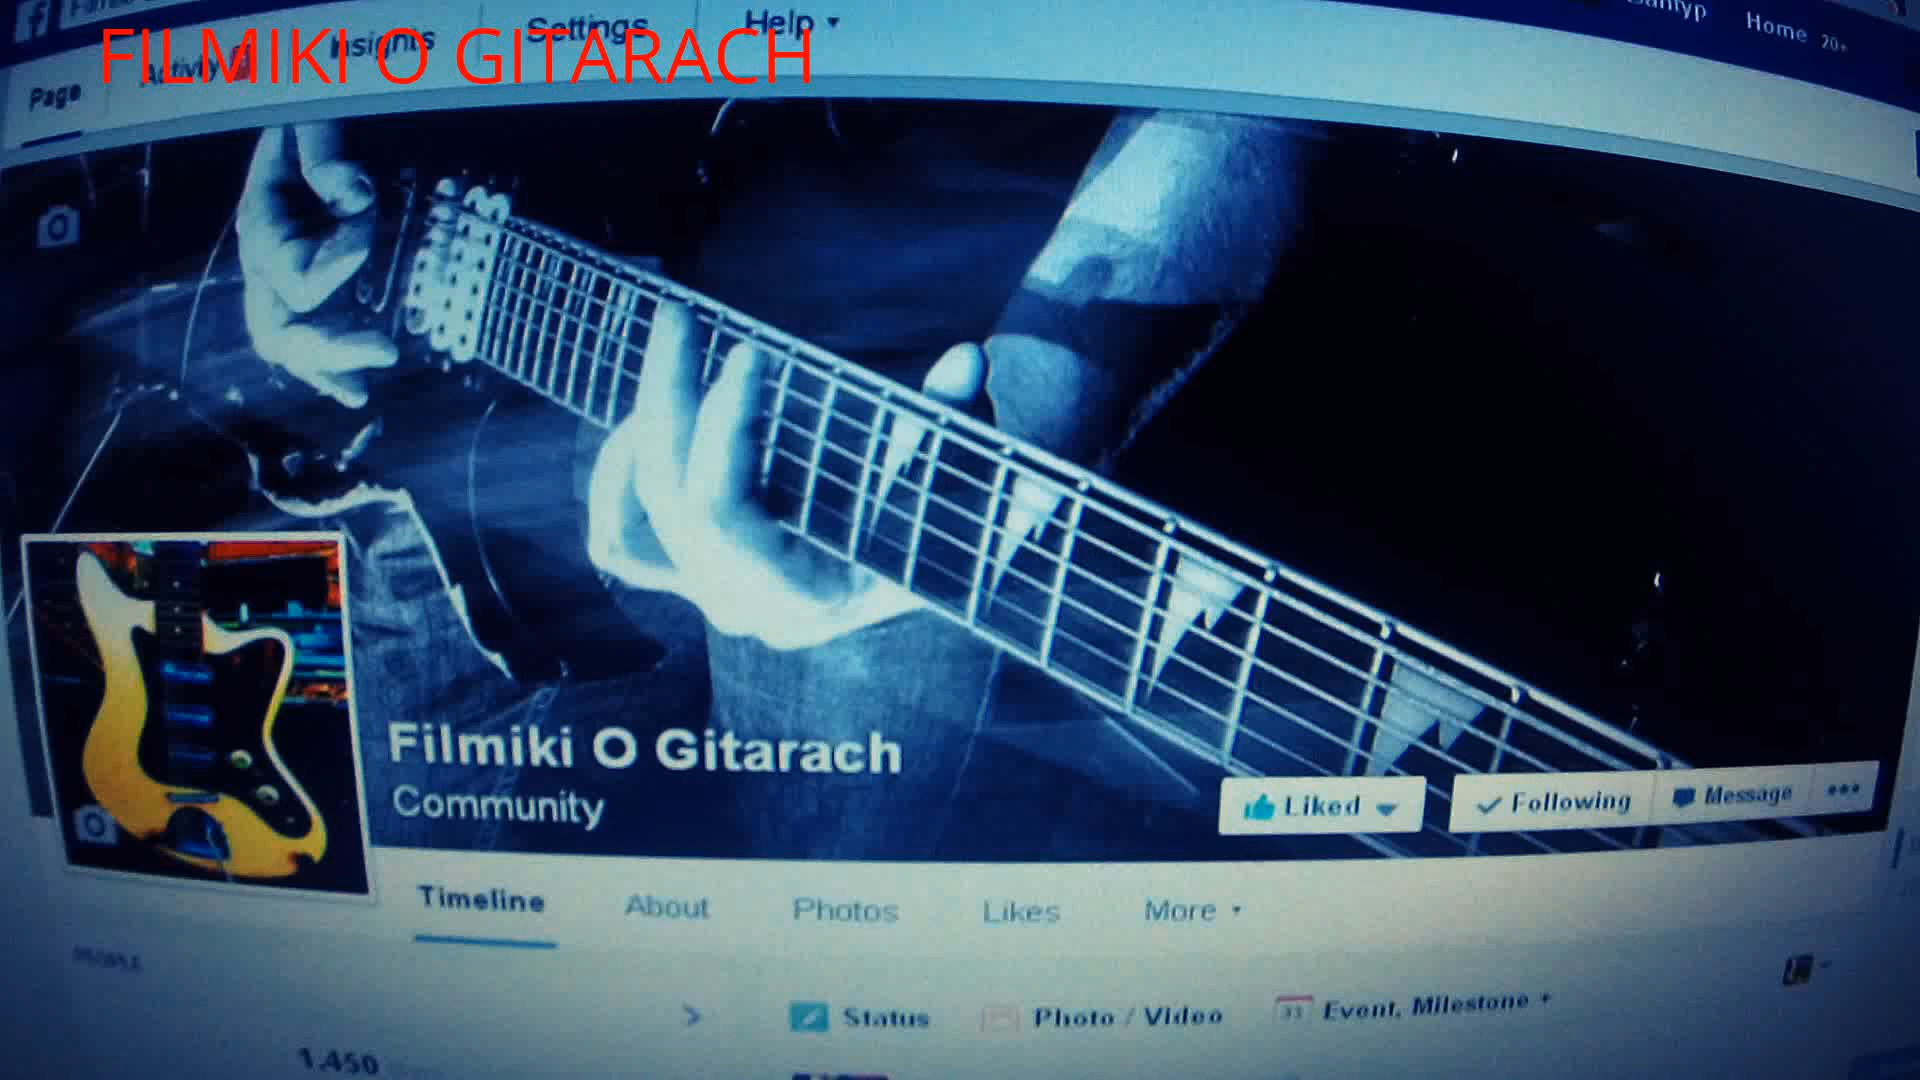 FILMIKI O GITARACH
Page
Activity
Insights
Settings
Help
Home 20+
Filmiki O Gitarach
Community
Liked
Following
Message
Timeline
About
Photos
Likes
More
Status
Photo / Video
Event, Milestone +
1,450